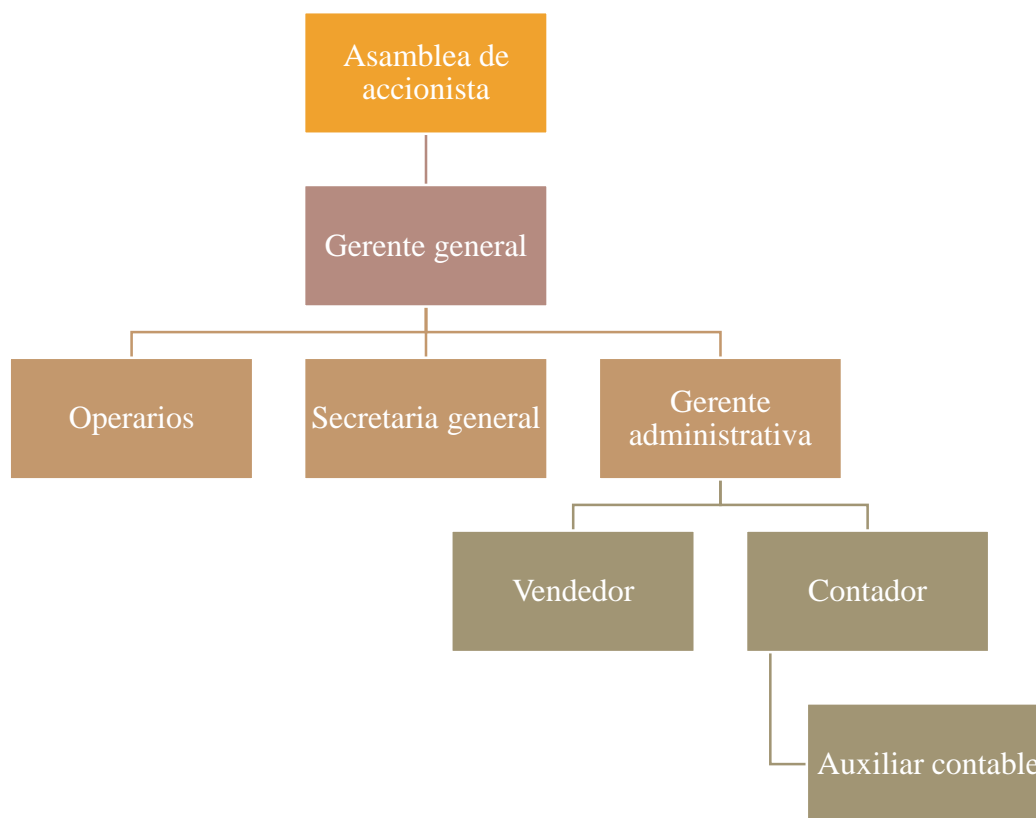 Asamblea de
accionista
Gerente general
Operarios
Secretaria general
Gerente
administrativa
Vendedor
Contador
Auxiliar contable